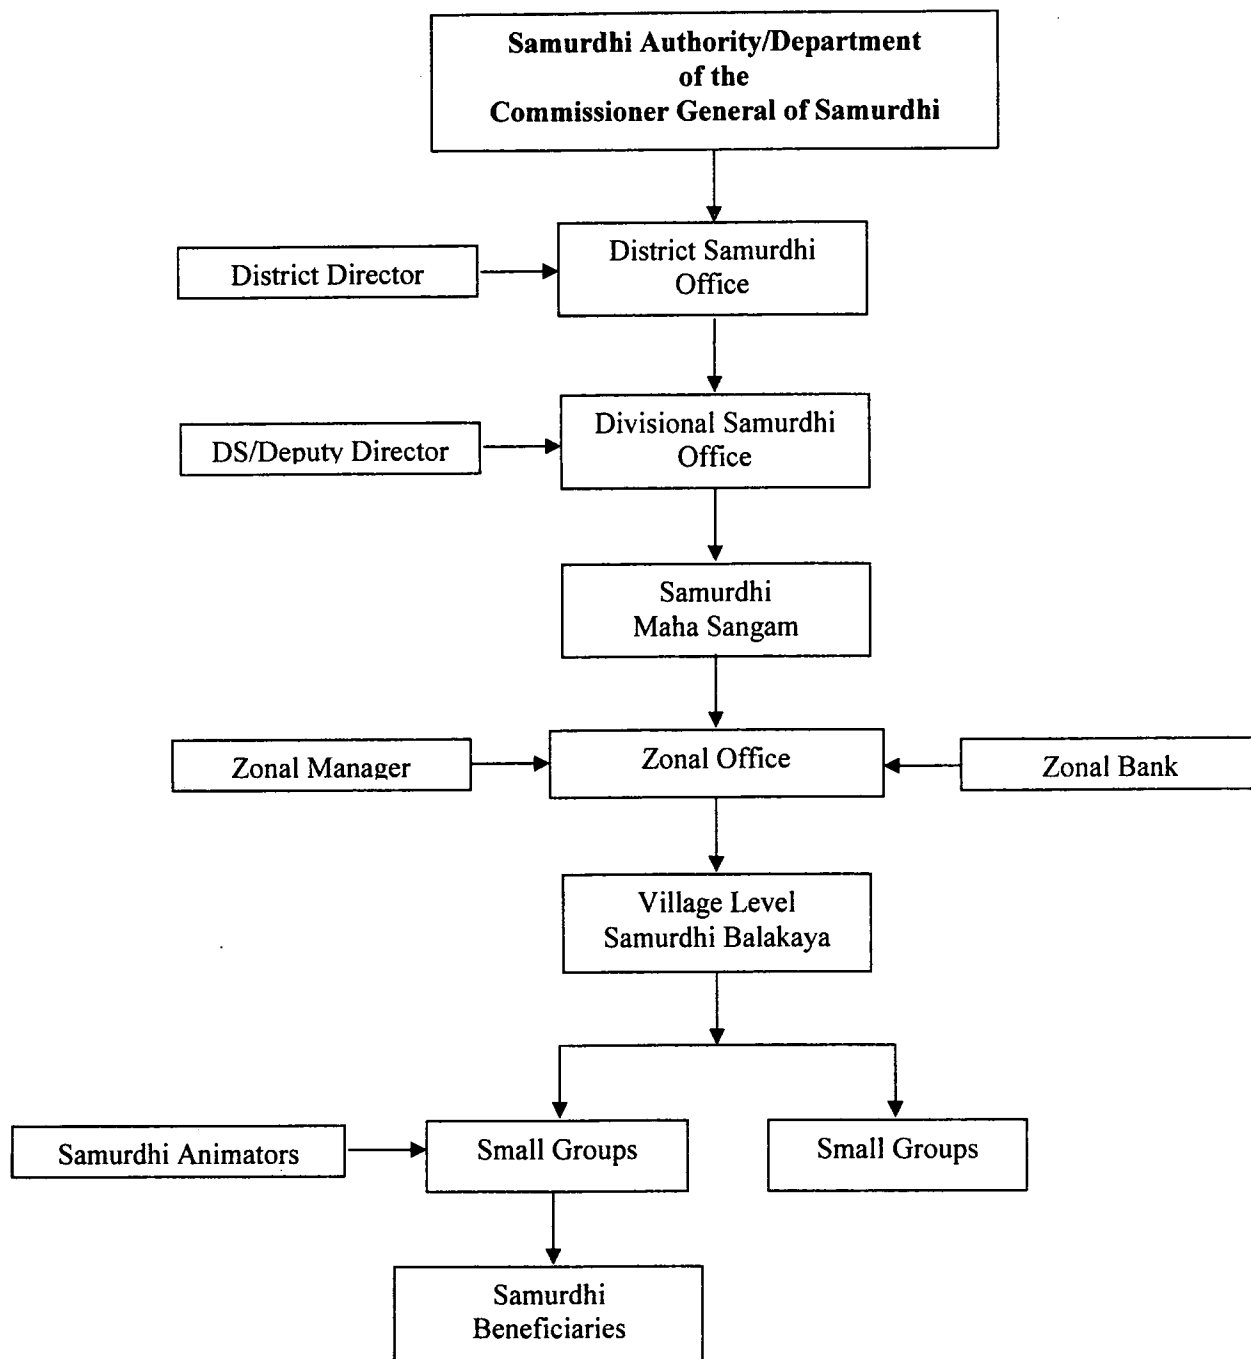 Samurdhi Authority/Department
of the
Commissioner General of Samurdhi
District Director
District Samurdhi
Office
DS/Deputy Director
Divisional Samurdhi
Office
Samurdhi
Maha Sangam
Zonal Manager
Zonal Office
Zonal Bank
Village Level
Samurdhi Balakaya
Samurdhi Animators
Small Groups
Small Groups
Samurdhi
Beneficiaries